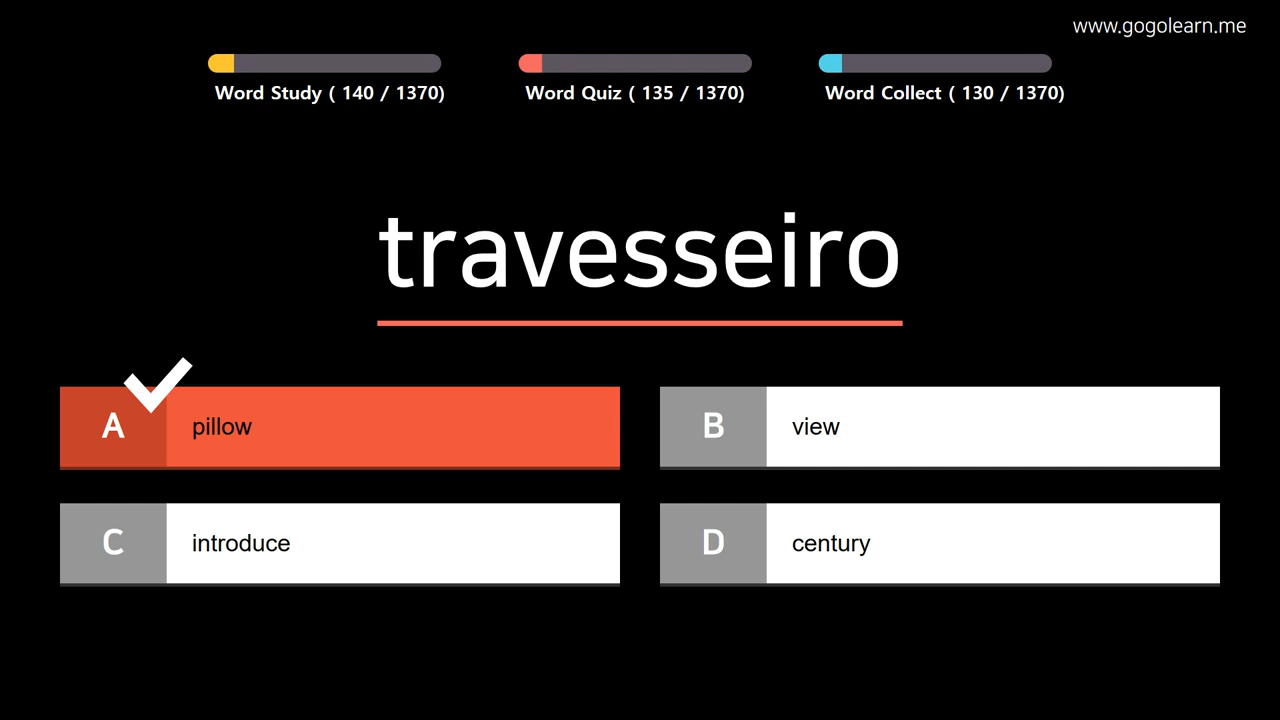 www.gogolearn.me
Word Study ( 140 / 1370)
Word Quiz ( 135 / 1370)
Word Collect ( 130 / 1370)
travesseiro
A pillow
B view
C introduce
D century